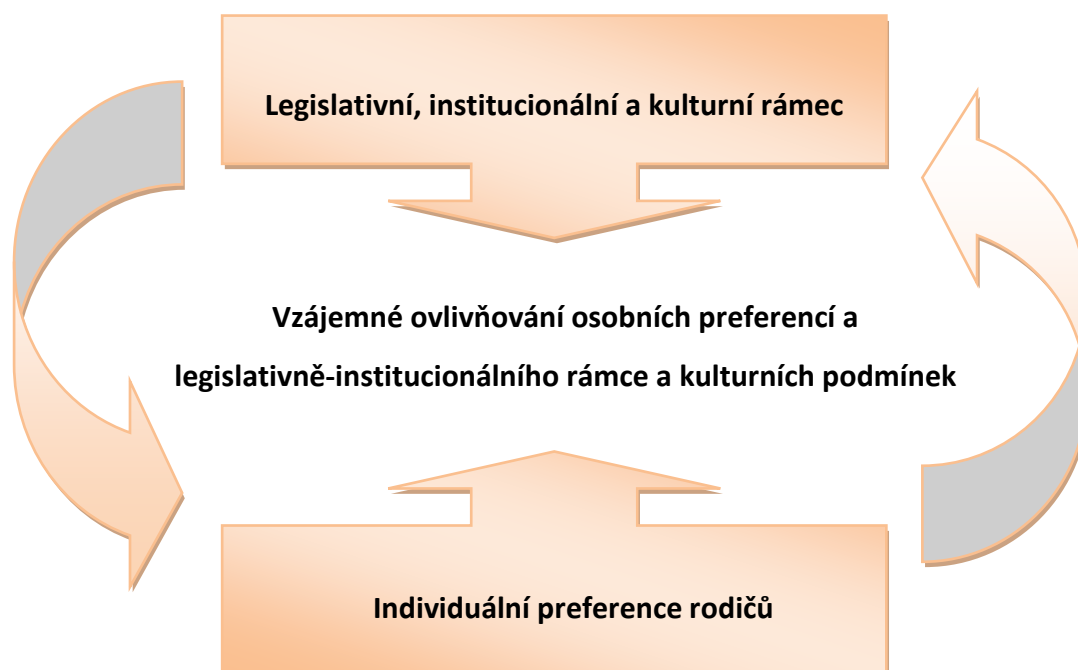 Legislativní, institucionální a kulturní rámec
Vzájemné ovlivňování osobních preferencí a
legislativně-institucionálního rámce a kulturních podmínek
Individuální preference rodičů